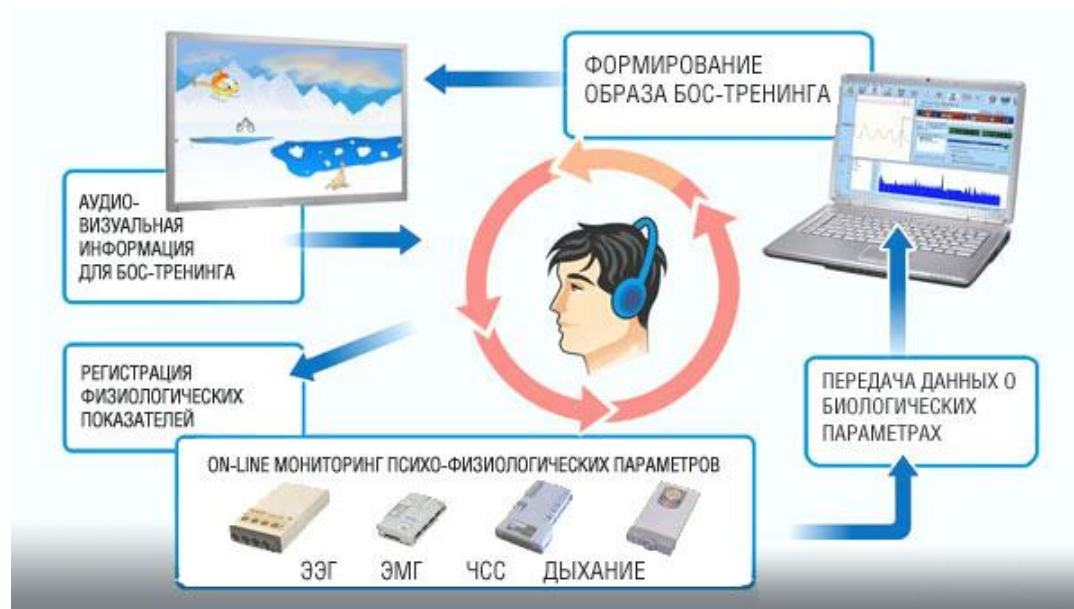 ФОРМИРОВАНИЕ
ОБРАЗА БОС-ТРЕНИНГА
АУДИО-
ВИЗУАЛЬНАЯ
ИНФОРМАЦИЯ
ДЛЯ БОС-ТРЕНИНГА
РЕГИСТРАЦИЯ
ФИЗИОЛОГИЧЕСКИХ
ПОКАЗАТЕЛЕЙ
ПЕРЕДАЧА ДАННЫХ О
БИОЛОГИЧЕСКИХ
ПАРАМЕТРАХ
ON-LINE МОНИТОРИНГ ПСИХО-ФИЗИОЛОГИЧЕСКИХ ПАРАМЕТРОВ
ЭЭГ ЭМГ ЧСС ДЫХАНИЕ